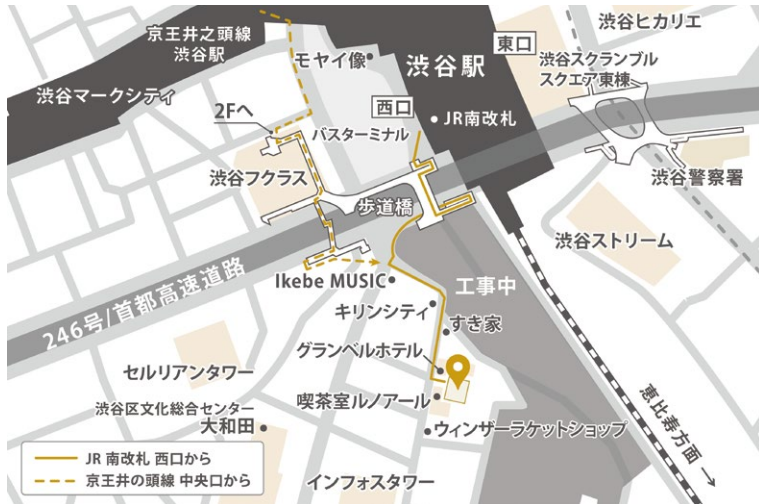 渋谷ヒカリエ
京王井之頭線
渋谷駅
モヤイ像
渋谷駅
東口
渋谷スクランブル
スクエア東棟
渋谷マークシティ
2Fへ
西口
JR南改札
バスターミナル
渋谷フクラス
渋谷警察署
歩道橋
渋谷ストリーム
246号/首都高速道路
Ikebe MUSIC
工事中
キリンシティ
すき家
グランベルホテル
セルリアンタワー
喫茶室ルノアール
恵比寿方面→
渋谷区文化総合センター
大和田
ウィンザーラケットショップ
JR 南改札 西口から
京王井の頭線 中央口から
インフォスタワー